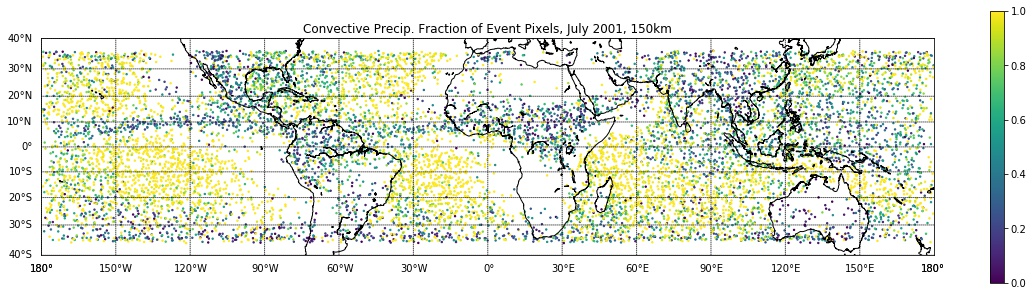 Convective Precip. Fraction of Event Pixels, July 2001, 150km
1.0
40°N
30°N
0.8
20°N
10°N
0.6
0°
10°S
0.4
20°S
0.2
30°S
40°S
0.0
180° 150°W 120°W 90°W 60°W 30°W 0° 30°E 60°E 90°E 120°E 150°E 180°